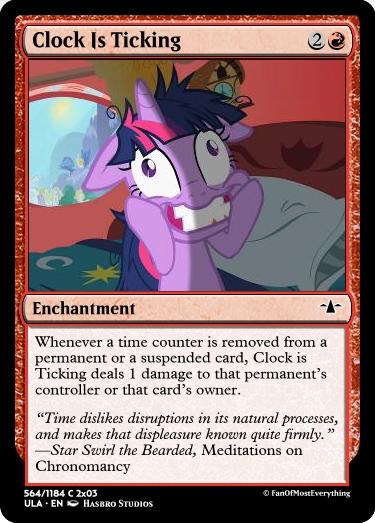 Clock Is Ticking 2
Enchantment
Whenever a time counter is removed from a
permanent or a suspended card, Clock is
Ticking deals 1 damage to that permanent's
controller or that card's owner.
“Time dislikes disruptions in its natural processes,
and makes that displeasure known quite firmly.”
—Star Swirl the Bearded, Meditations on
Chronomancy
564/1184 C 2x03
ULA • EN Hasbro Studios
© FanOfMostEverything